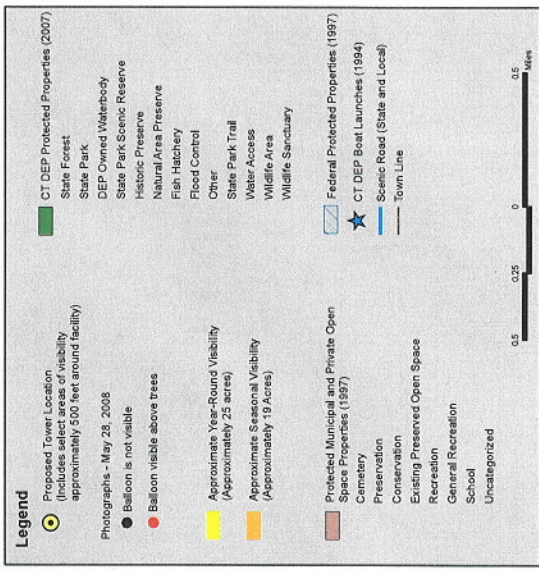 Legend
Proposed Tower Location
(Includes select areas of visibility
approximately 500 feet around facility)
Photographs - May 28, 2008
Balloon is not visible
Balloon visible above trees
Approximate Year-Round Visibility
(Approximately 25 acres)
Approximate Seasonal Visibility
(Approximately 19 Acres)
Protected Municipal and Private Open
Space Properties (1997)
Cemetery
Preservation
Conservation
Existing Preserved Open Space
Recreation
General Recreation
School
Uncategorized
CT DEP Protected Properties (2007)
State Forest
State Park
DEP Owned Waterbody
State Park Scenic Reserve
Historic Preserve
Natural Area Preserve
Fish Hatchery
Flood Control
Other
State Park Trail
Water Access
Wildlife Area
Wildlife Sanctuary
Federal Protected Properties (1997)
CT DEP Boat Launches (1994)
Scenic Road (State and Local)
Town Line
0.5 0.25 0 0.5
Miles